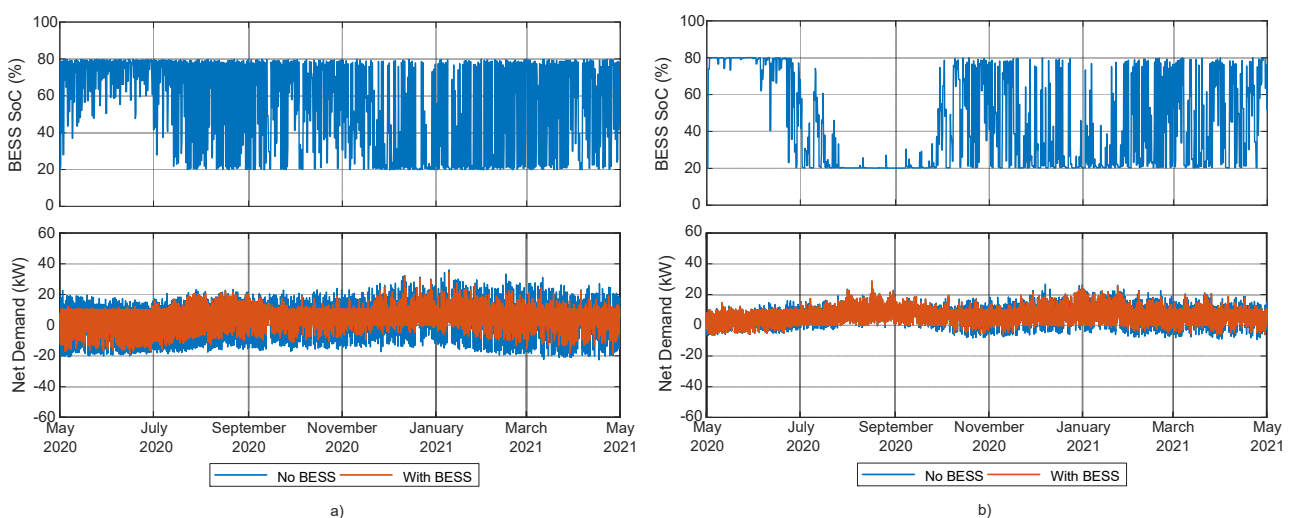 100
80
60
40
20
0
BESS SoC (%)
60
40
20
0
-20
-40
-60
Net Demand (kW)
May July September November January March May
2020 2020 2020 2020 2021 2021 2021
No BESS With BESS
a)
100
80
60
40
20
0
BESS SoC (%)
60
40
20
0
-20
-40
-60
Net Demand (kW)
May July September November January March May
2020 2020 2020 2020 2021 2021 2021
No BESS With BESS
b)